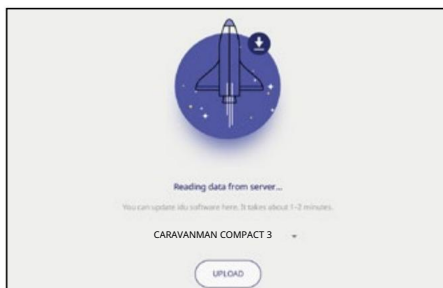 Reading data from server...
You can update idu software here. It takes about 1-2 minutes.
CARAVANMAN COMPACT 3
UPLOAD